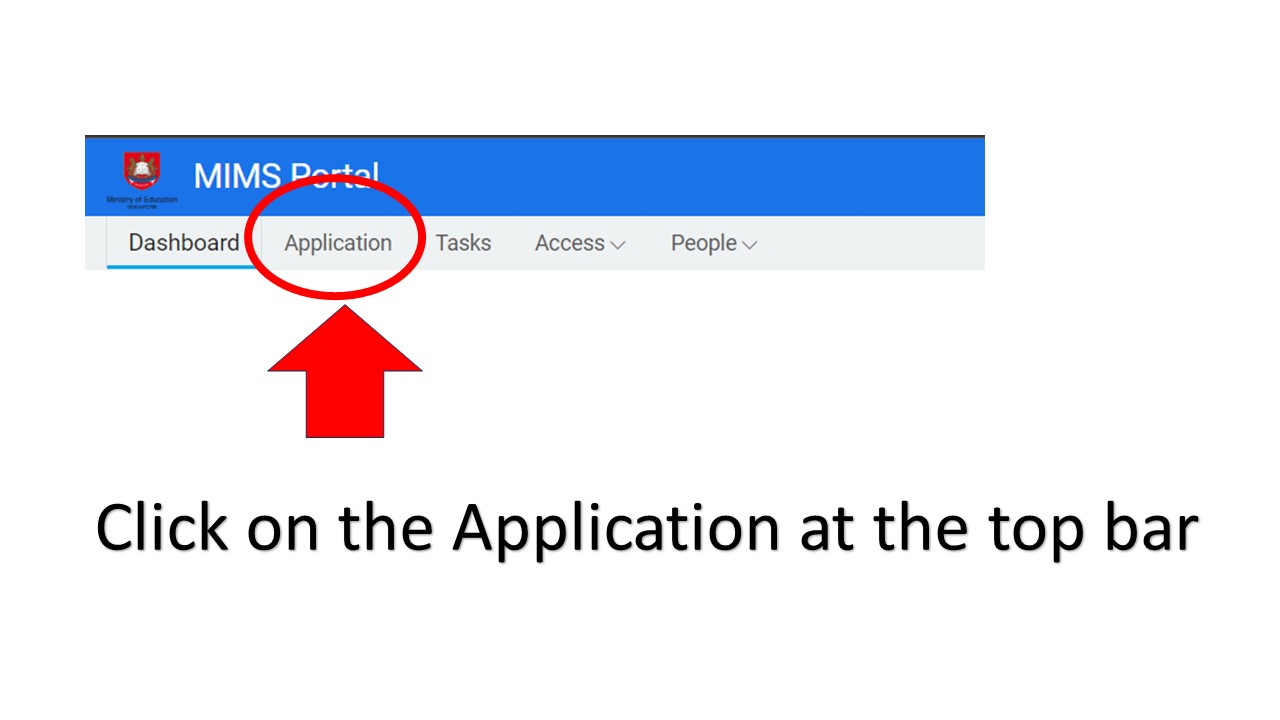 MIMS Portal
Ministry of Education
SINGAPORE
Dashboard Application Tasks Access People
Click on the Application at the top bar